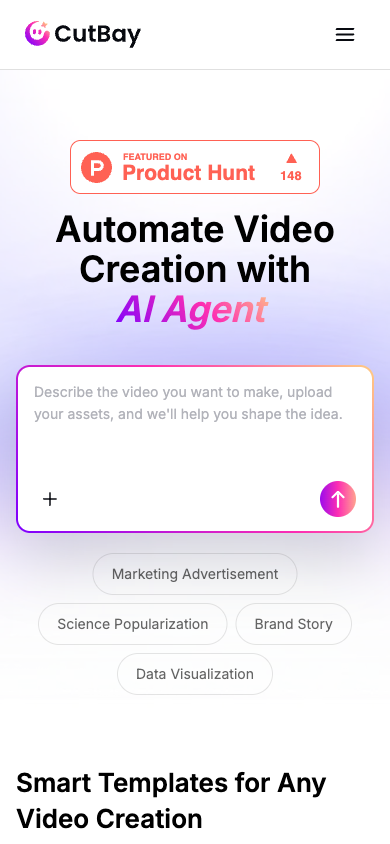 CutBay
FEATURED ON
Product Hunt
148
Automate Video
Creation with
AI Agent
Describe the video you want to make, upload
your assets, and we'll help you shape the idea.
Marketing Advertisement
Science Popularization
Brand Story
Data Visualization
Smart Templates for Any
Video Creation